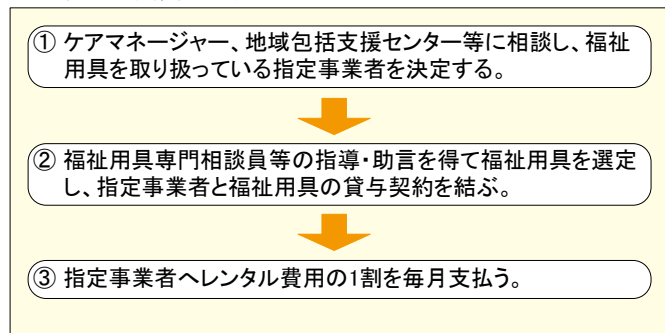 ① ケアマネージャー、地域包括支援センター等に相談し、福祉
用具を取り扱っている指定事業者を決定する。
② 福祉用具専門相談員等の指導・助言を得て福祉用具を選定
し、指定事業者と福祉用具の貸与契約を結ぶ。
③ 指定事業者へレンタル費用の1割を毎月支払う。